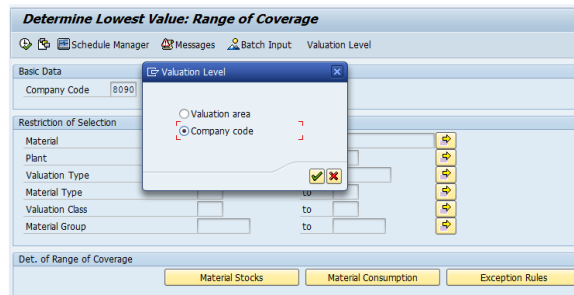 Determine Lowest Value: Range of Coverage
Schedule Manager Messages Batch Input Valuation Level
Basic Data
Company Code 8090
Valuation Level
Valuation area
Company code
Restriction of Selection
Material
Plant
Valuation Type
Material Type to
Valuation Class to
Material Group to
Det. of Range of Coverage
Material Stocks Material Consumption Exception Rules